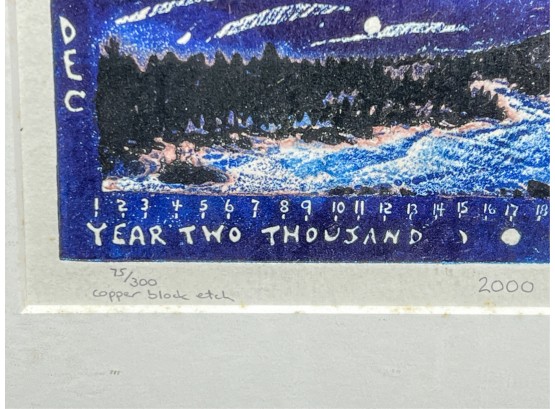 DEC
1 2 3 4 5 6 7 8 9 10 11 12 13 14 15 16 17 18
YEAR TWO THOUSAND
75/300
copper block etch
2000